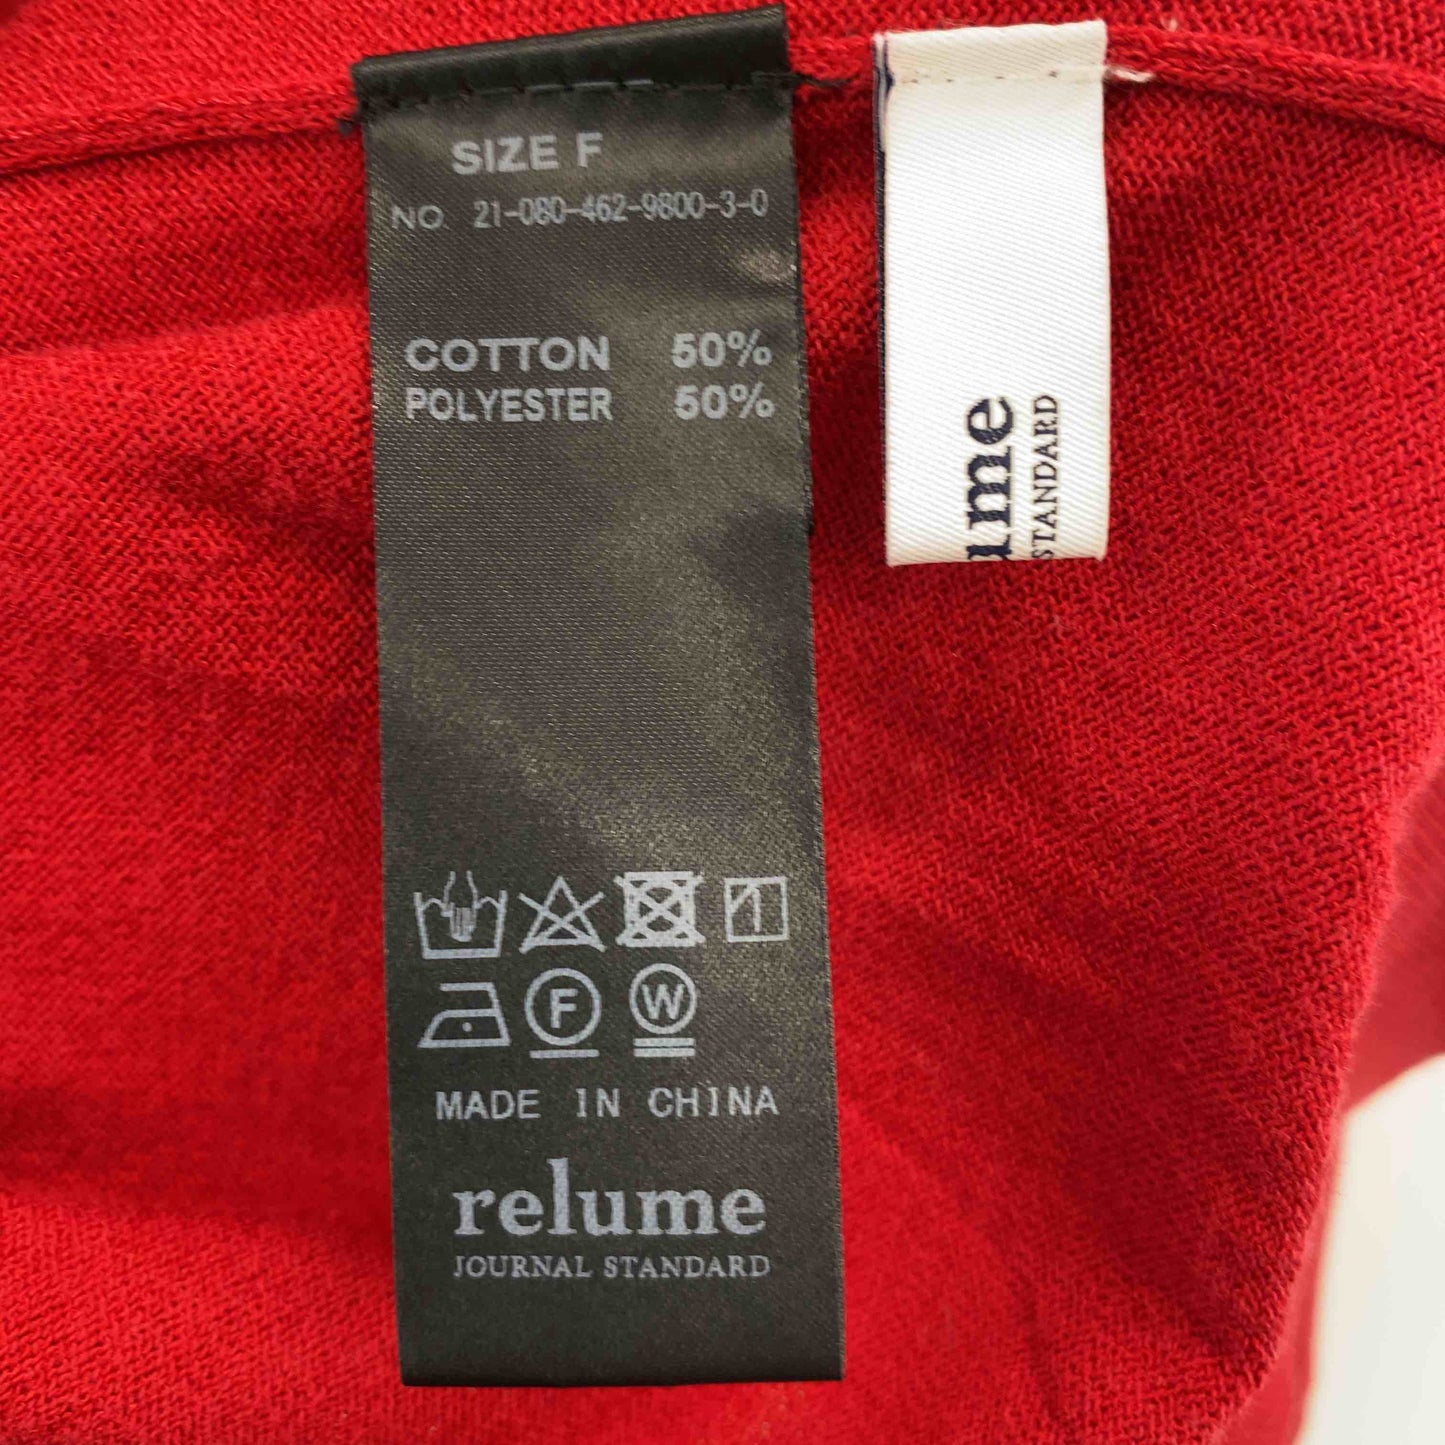 SIZE F
NO. 21-080-462-9800-3-0
COTTON 50%
POLYESTER 50%
F W
MADE IN CHINA
relume
JOURNAL STANDARD
ume
STANDARD